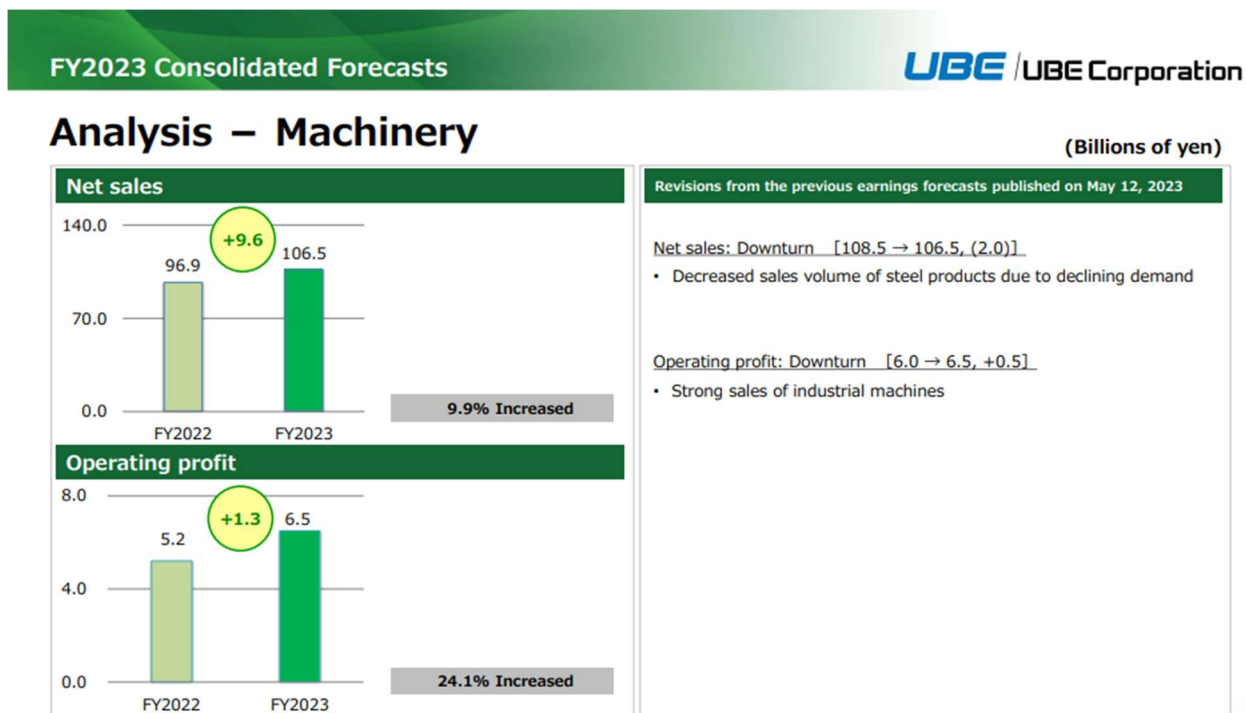 FY2023 Consolidated Forecasts
UBE / UBE Corporation
Analysis – Machinery
(Billions of yen)
Net sales
140.0
+9.6
96.9
106.5
70.0
0.0
FY2022
FY2023
9.9% Increased
Operating profit
8.0
+1.3
5.2
6.5
4.0
0.0
FY2022
FY2023
24.1% Increased
Revisions from the previous earnings forecasts published on May 12, 2023
Net sales: Downturn [108.5 → 106.5, (2.0)]
• Decreased sales volume of steel products due to declining demand
Operating profit: Downturn [6.0 → 6.5, +0.5]
• Strong sales of industrial machines